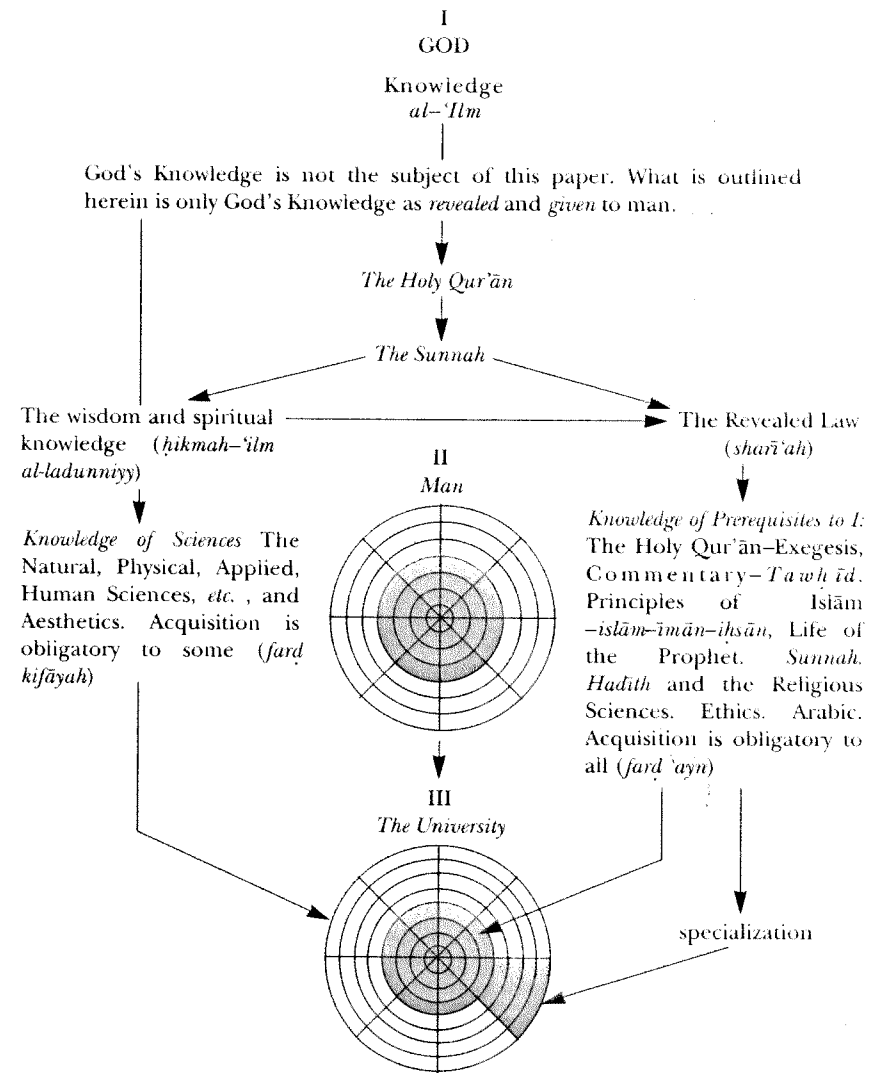 I
GOD
Knowledge
al–‘Ilm
God's Knowledge is not the subject of this paper. What is outlined
herein is only God's Knowledge as revealed and given to man.
The Holy Qur’ān
The Sunnah
The wisdom and spiritual
knowledge (ḥikmah–‘ilm
al-ladunniyy)
The Revealed Law
(sharī‘ah)
II
Man
Knowledge of Sciences The
Natural, Physical, Applied,
Human Sciences, etc. , and
Aesthetics. Acquisition is
obligatory to some (farḍ
kifāyah)
Knowledge of Prerequisites to I:
The Holy Qur’ān–Exegesis,
Commentary–Tawḥīd.
Principles of Islām
–islām–īmān–iḥsān, Life of
the Prophet. Sunnah.
Hadīth and the Religious
Sciences. Ethics. Arabic.
Acquisition is obligatory to
all (farḍ ‘ayn)
III
The University
specialization